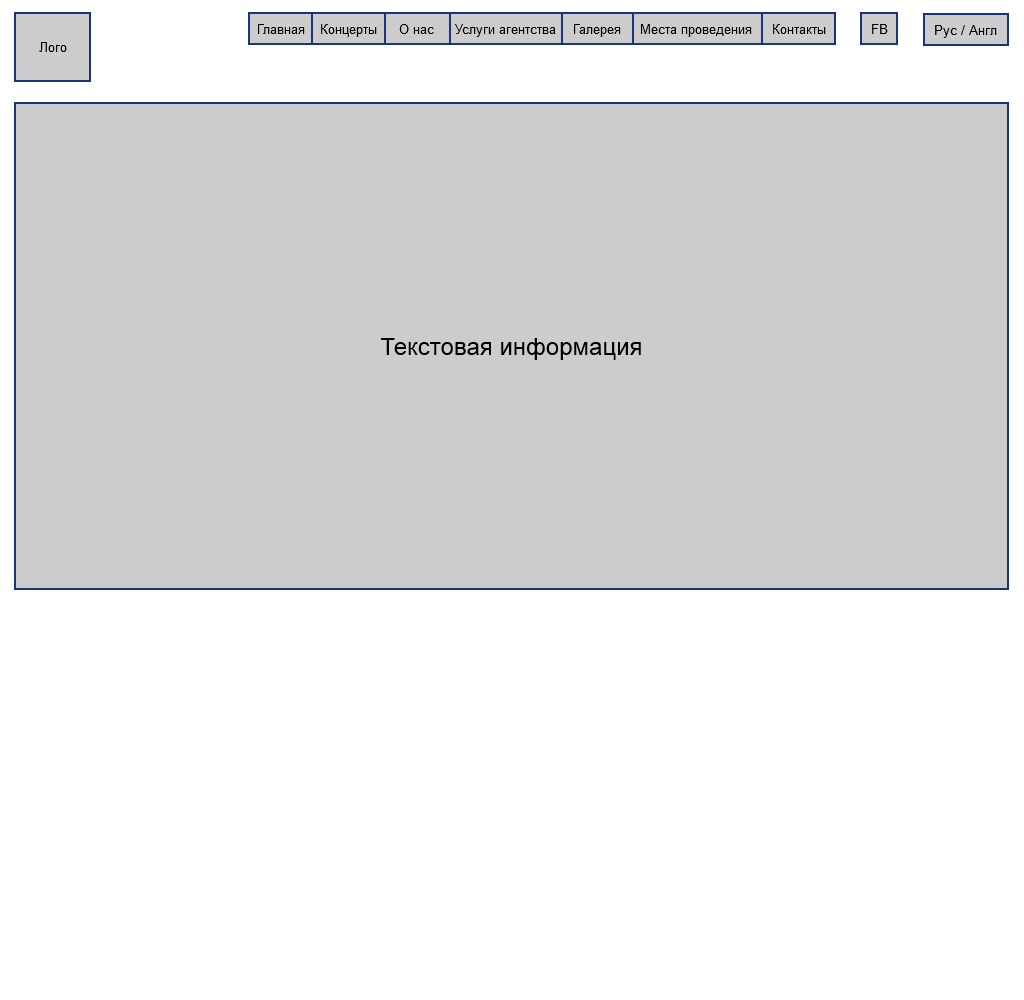 Лого
Главная
Концерты
О нас
Услуги агентства
Галерея
Места проведения
Контакты
FB
Рус / Англ
Текстовая информация